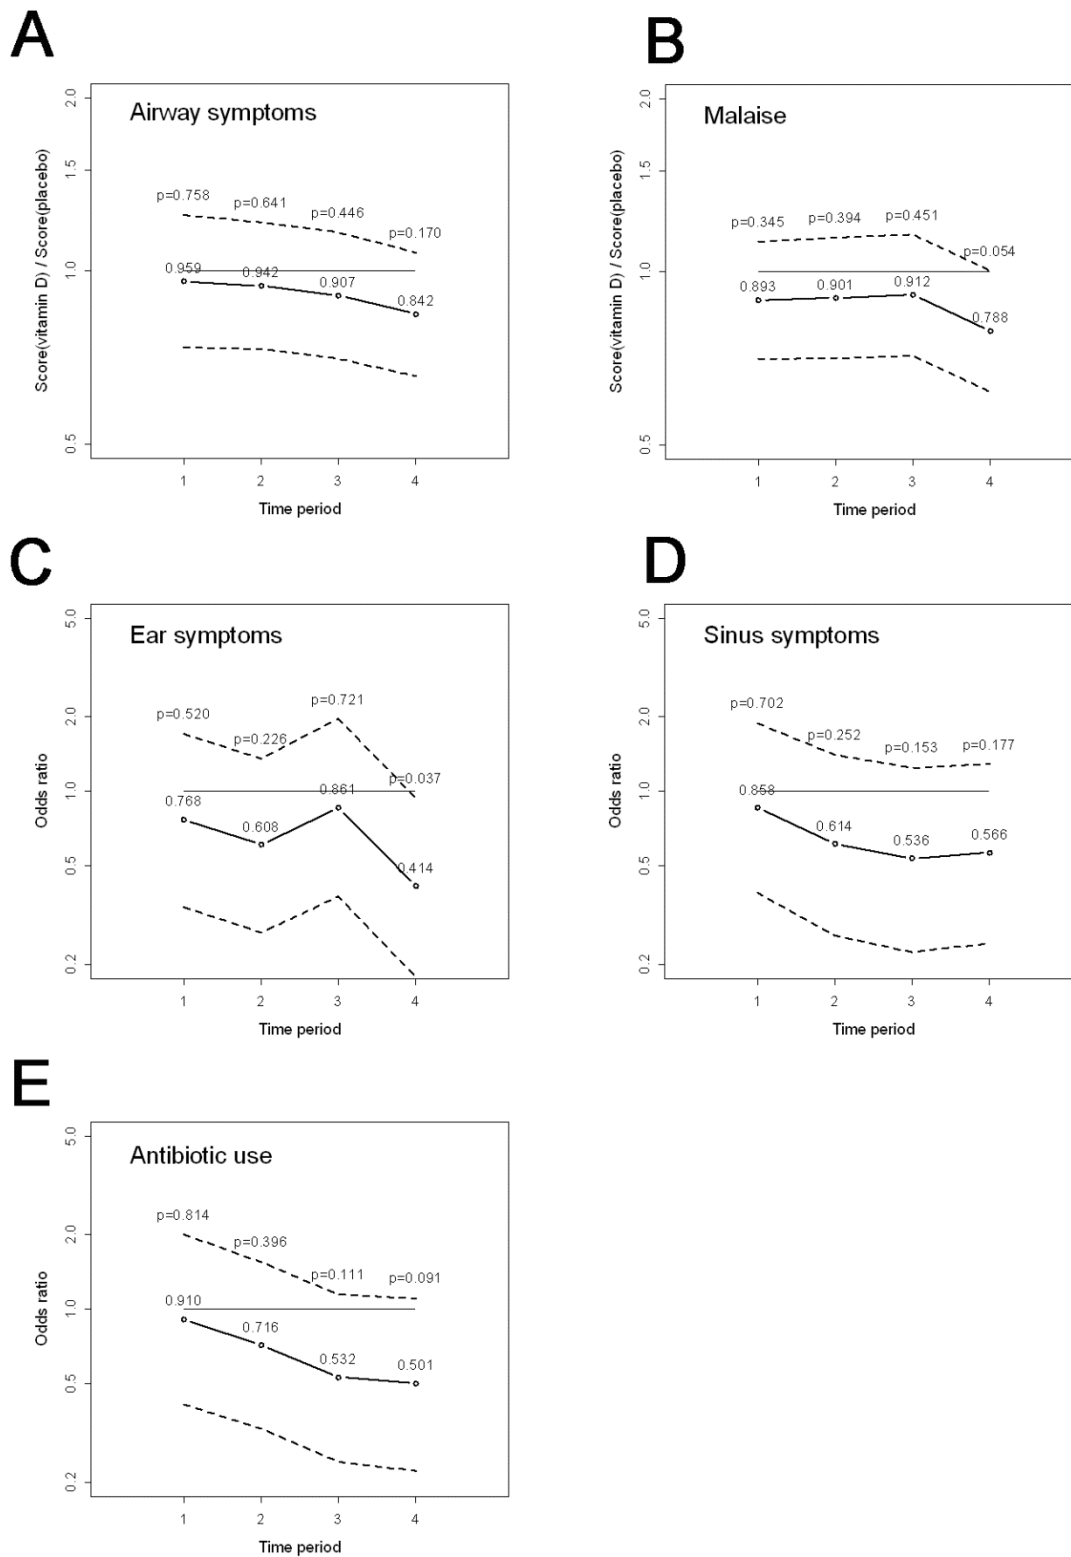 A
Airway symptoms
Score(vitamin D) / Score(placebo)
2.0
1.5
1.0
0.5
p=0.758
p=0.641
p=0.446
p=0.170
0.959
0.942
0.907
0.842
1 2 3 4
Time period
B
Malaise
Score(vitamin D) / Score(placebo)
2.0
1.5
1.0
0.5
p=0.345
p=0.394
p=0.451
p=0.054
0.893
0.901
0.912
0.788
1 2 3 4
Time period
C
Ear symptoms
Odds ratio
5.0
2.0
1.0
0.5
0.2
p=0.520
p=0.226
p=0.721
p=0.037
0.768
0.608
0.861
0.414
1 2 3 4
Time period
D
Sinus symptoms
Odds ratio
5.0
2.0
1.0
0.5
0.2
p=0.702
p=0.252
p=0.153
p=0.177
0.858
0.614
0.536
0.566
1 2 3 4
Time period
E
Antibiotic use
Odds ratio
5.0
2.0
1.0
0.5
0.2
p=0.814
p=0.396
p=0.111
p=0.091
0.910
0.716
0.532
0.501
1 2 3 4
Time period